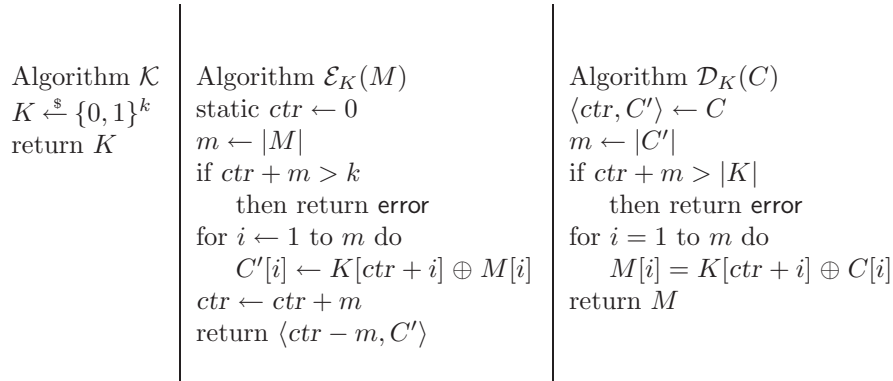 Algorithm 𝒦
K ←$ {0, 1}^k
return K
Algorithm ℰ_K(M)
static ctr ← 0
m ← |M|
if ctr + m > k
then return error
for i ← 1 to m do
C′[i] ← K[ctr + i] ⊕ M[i]
ctr ← ctr + m
return ⟨ctr − m, C′⟩
Algorithm 𝒟_K(C)
⟨ctr, C′⟩ ← C
m ← |C′|
if ctr + m > |K|
then return error
for i = 1 to m do
M[i] = K[ctr + i] ⊕ C[i]
return M